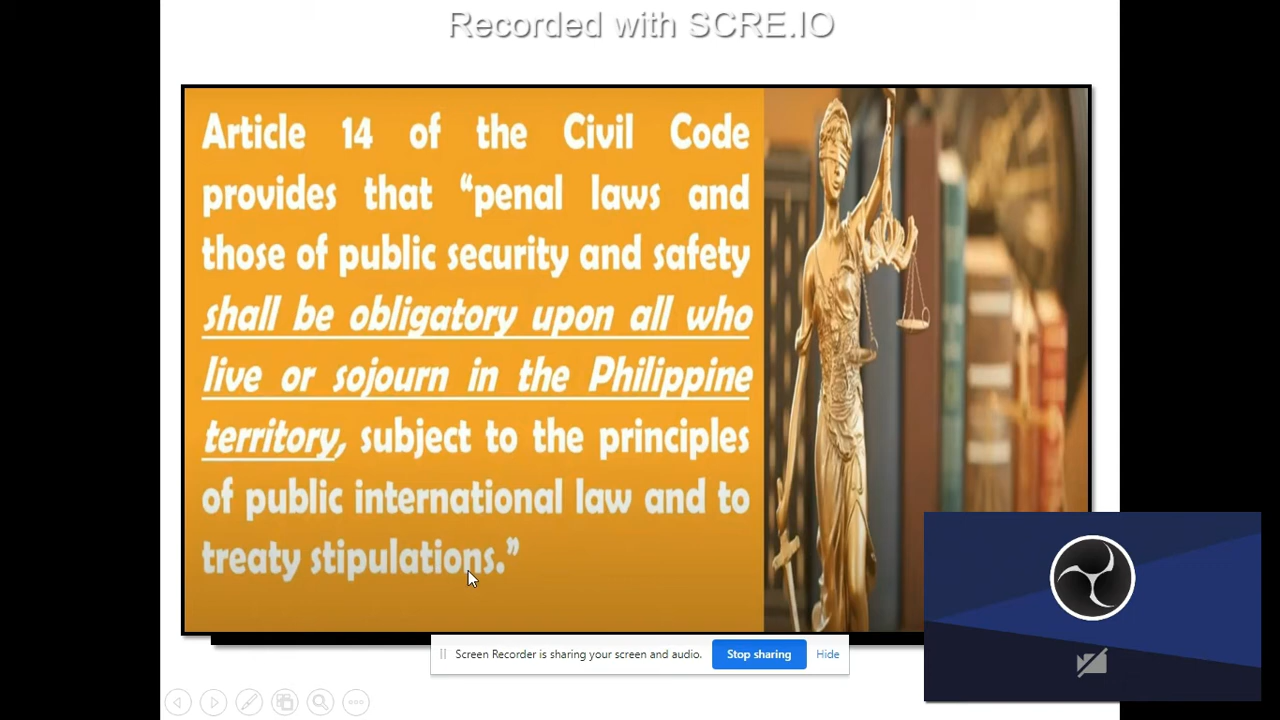 Recorded with SCRE.IO
Article 14 of the Civil Code
provides that “penal laws and
those of public security and safety
shall be obligatory upon all who
live or sojourn in the Philippine
territory, subject to the principles
of public international law and to
treaty stipulations.”
Screen Recorder is sharing your screen and audio. Stop sharing Hide